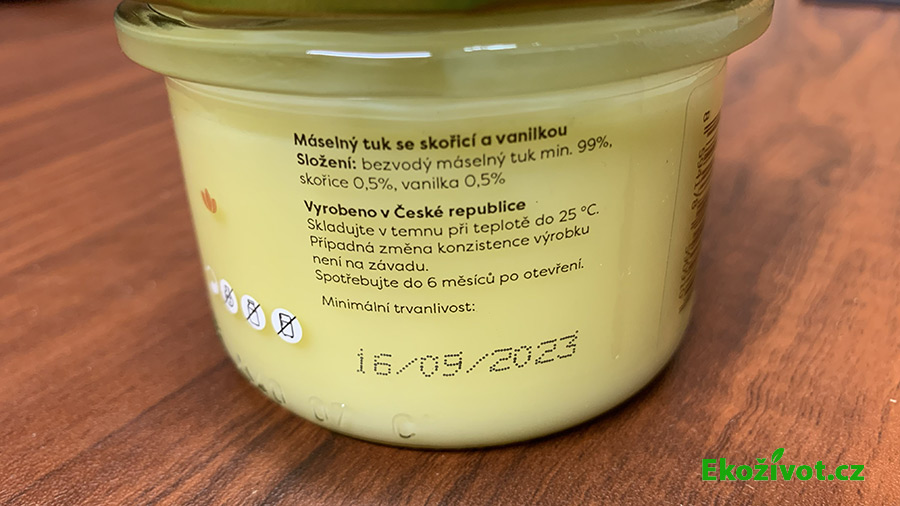 Máselný tuk se skořicí a vanilkou
Složení: bezvodý máselný tuk min. 99%,
skořice 0,5%, vanilka 0,5%
Vyrobeno v České republice
Skladujte v temnu při teplotě do 25 °C.
Případná změna konzistence výrobku
není na závadu.
Spotřebujte do 6 měsíců po otevření.
Minimální trvanlivost:
16/09/2023
Ekoživot.cz